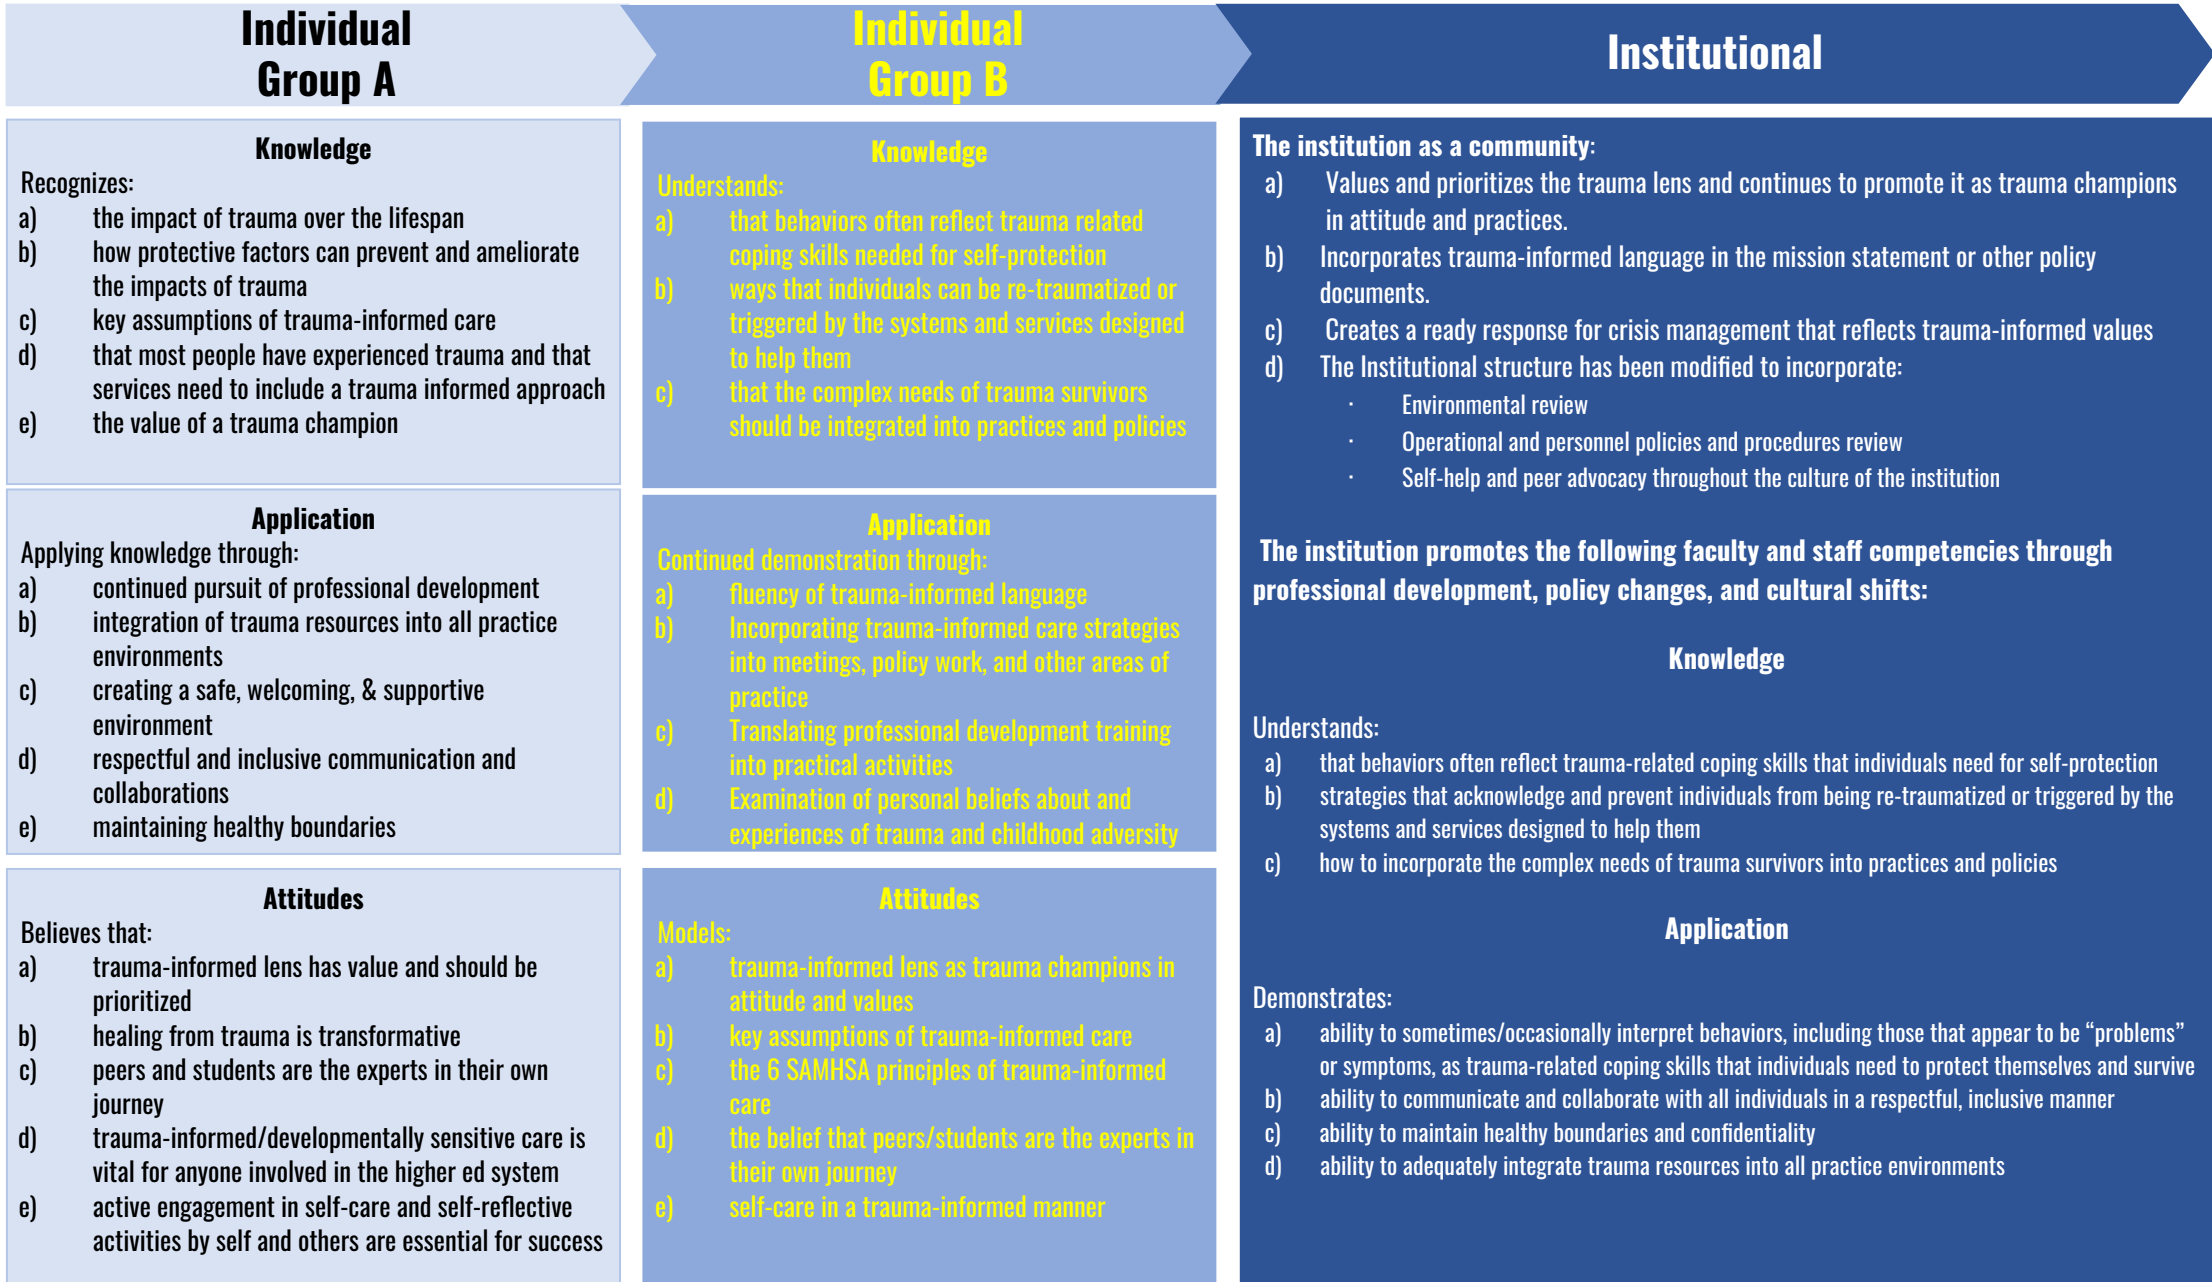 Individual
Group A
Individual
Group B
Institutional
Knowledge
Recognizes:
a) the impact of trauma over the lifespan
b) how protective factors can prevent and ameliorate
the impacts of trauma
c) key assumptions of trauma-informed care
d) that most people have experienced trauma and that
services need to include a trauma informed approach
e) the value of a trauma champion
Application
Applying knowledge through:
a) continued pursuit of professional development
b) integration of trauma resources into all practice
environments
c) creating a safe, welcoming, & supportive
environment
d) respectful and inclusive communication and
collaborations
e) maintaining healthy boundaries
Attitudes
Believes that:
a) trauma-informed lens has value and should be
prioritized
b) healing from trauma is transformative
c) peers and students are the experts in their own
journey
d) trauma-informed/developmentally sensitive care is
vital for anyone involved in the higher ed system
e) active engagement in self-care and self-reflective
activities by self and others are essential for success
Knowledge
Understands:
a) that behaviors often reflect trauma related
coping skills needed for self-protection
b) ways that individuals can be re-traumatized or
triggered by the systems and services designed
to help them
c) that the complex needs of trauma survivors
should be integrated into practices and policies
Application
Continued demonstration through:
a) fluency of trauma-informed language
b) Incorporating trauma-informed care strategies
into meetings, policy work, and other areas of
practice
c) Translating professional development training
into practical activities
d) Examination of personal beliefs about and
experiences of trauma and childhood adversity
Attitudes
Models:
a) trauma-informed lens as trauma champions in
attitude and values
b) key assumptions of trauma-informed care
c) the 6 SAMHSA principles of trauma-informed
care
d) the belief that peers/students are the experts in
their own journey
e) self-care in a trauma-informed manner
The institution as a community:
a) Values and prioritizes the trauma lens and continues to promote it as trauma champions
in attitude and practices.
b) Incorporates trauma-informed language in the mission statement or other policy
documents.
c) Creates a ready response for crisis management that reflects trauma-informed values
d) The Institutional structure has been modified to incorporate:
· Environmental review
· Operational and personnel policies and procedures review
· Self-help and peer advocacy throughout the culture of the institution
The institution promotes the following faculty and staff competencies through
professional development, policy changes, and cultural shifts:
Knowledge
Understands:
a) that behaviors often reflect trauma-related coping skills that individuals need for self-protection
b) strategies that acknowledge and prevent individuals from being re-traumatized or triggered by the
systems and services designed to help them
c) how to incorporate the complex needs of trauma survivors into practices and policies
Application
Demonstrates:
a) ability to sometimes/occasionally interpret behaviors, including those that appear to be “problems”
or symptoms, as trauma-related coping skills that individuals need to protect themselves and survive
b) ability to communicate and collaborate with all individuals in a respectful, inclusive manner
c) ability to maintain healthy boundaries and confidentiality
d) ability to adequately integrate trauma resources into all practice environments